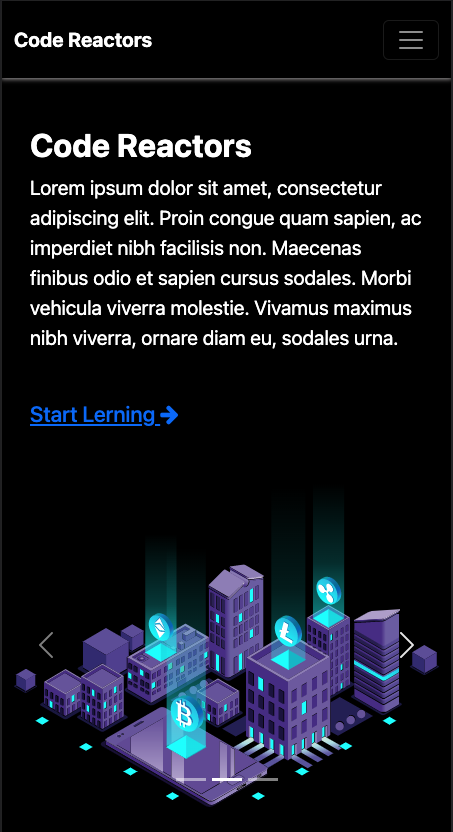 Code Reactors
Code Reactors
Lorem ipsum dolor sit amet, consectetur
adipiscing elit. Proin congue quam sapien, ac
imperdiet nibh facilisis non. Maecenas
finibus odio et sapien cursus sodales. Morbi
vehicula viverra molestie. Vivamus maximus
nibh viverra, ornare diam eu, sodales urna.
Start Lerning